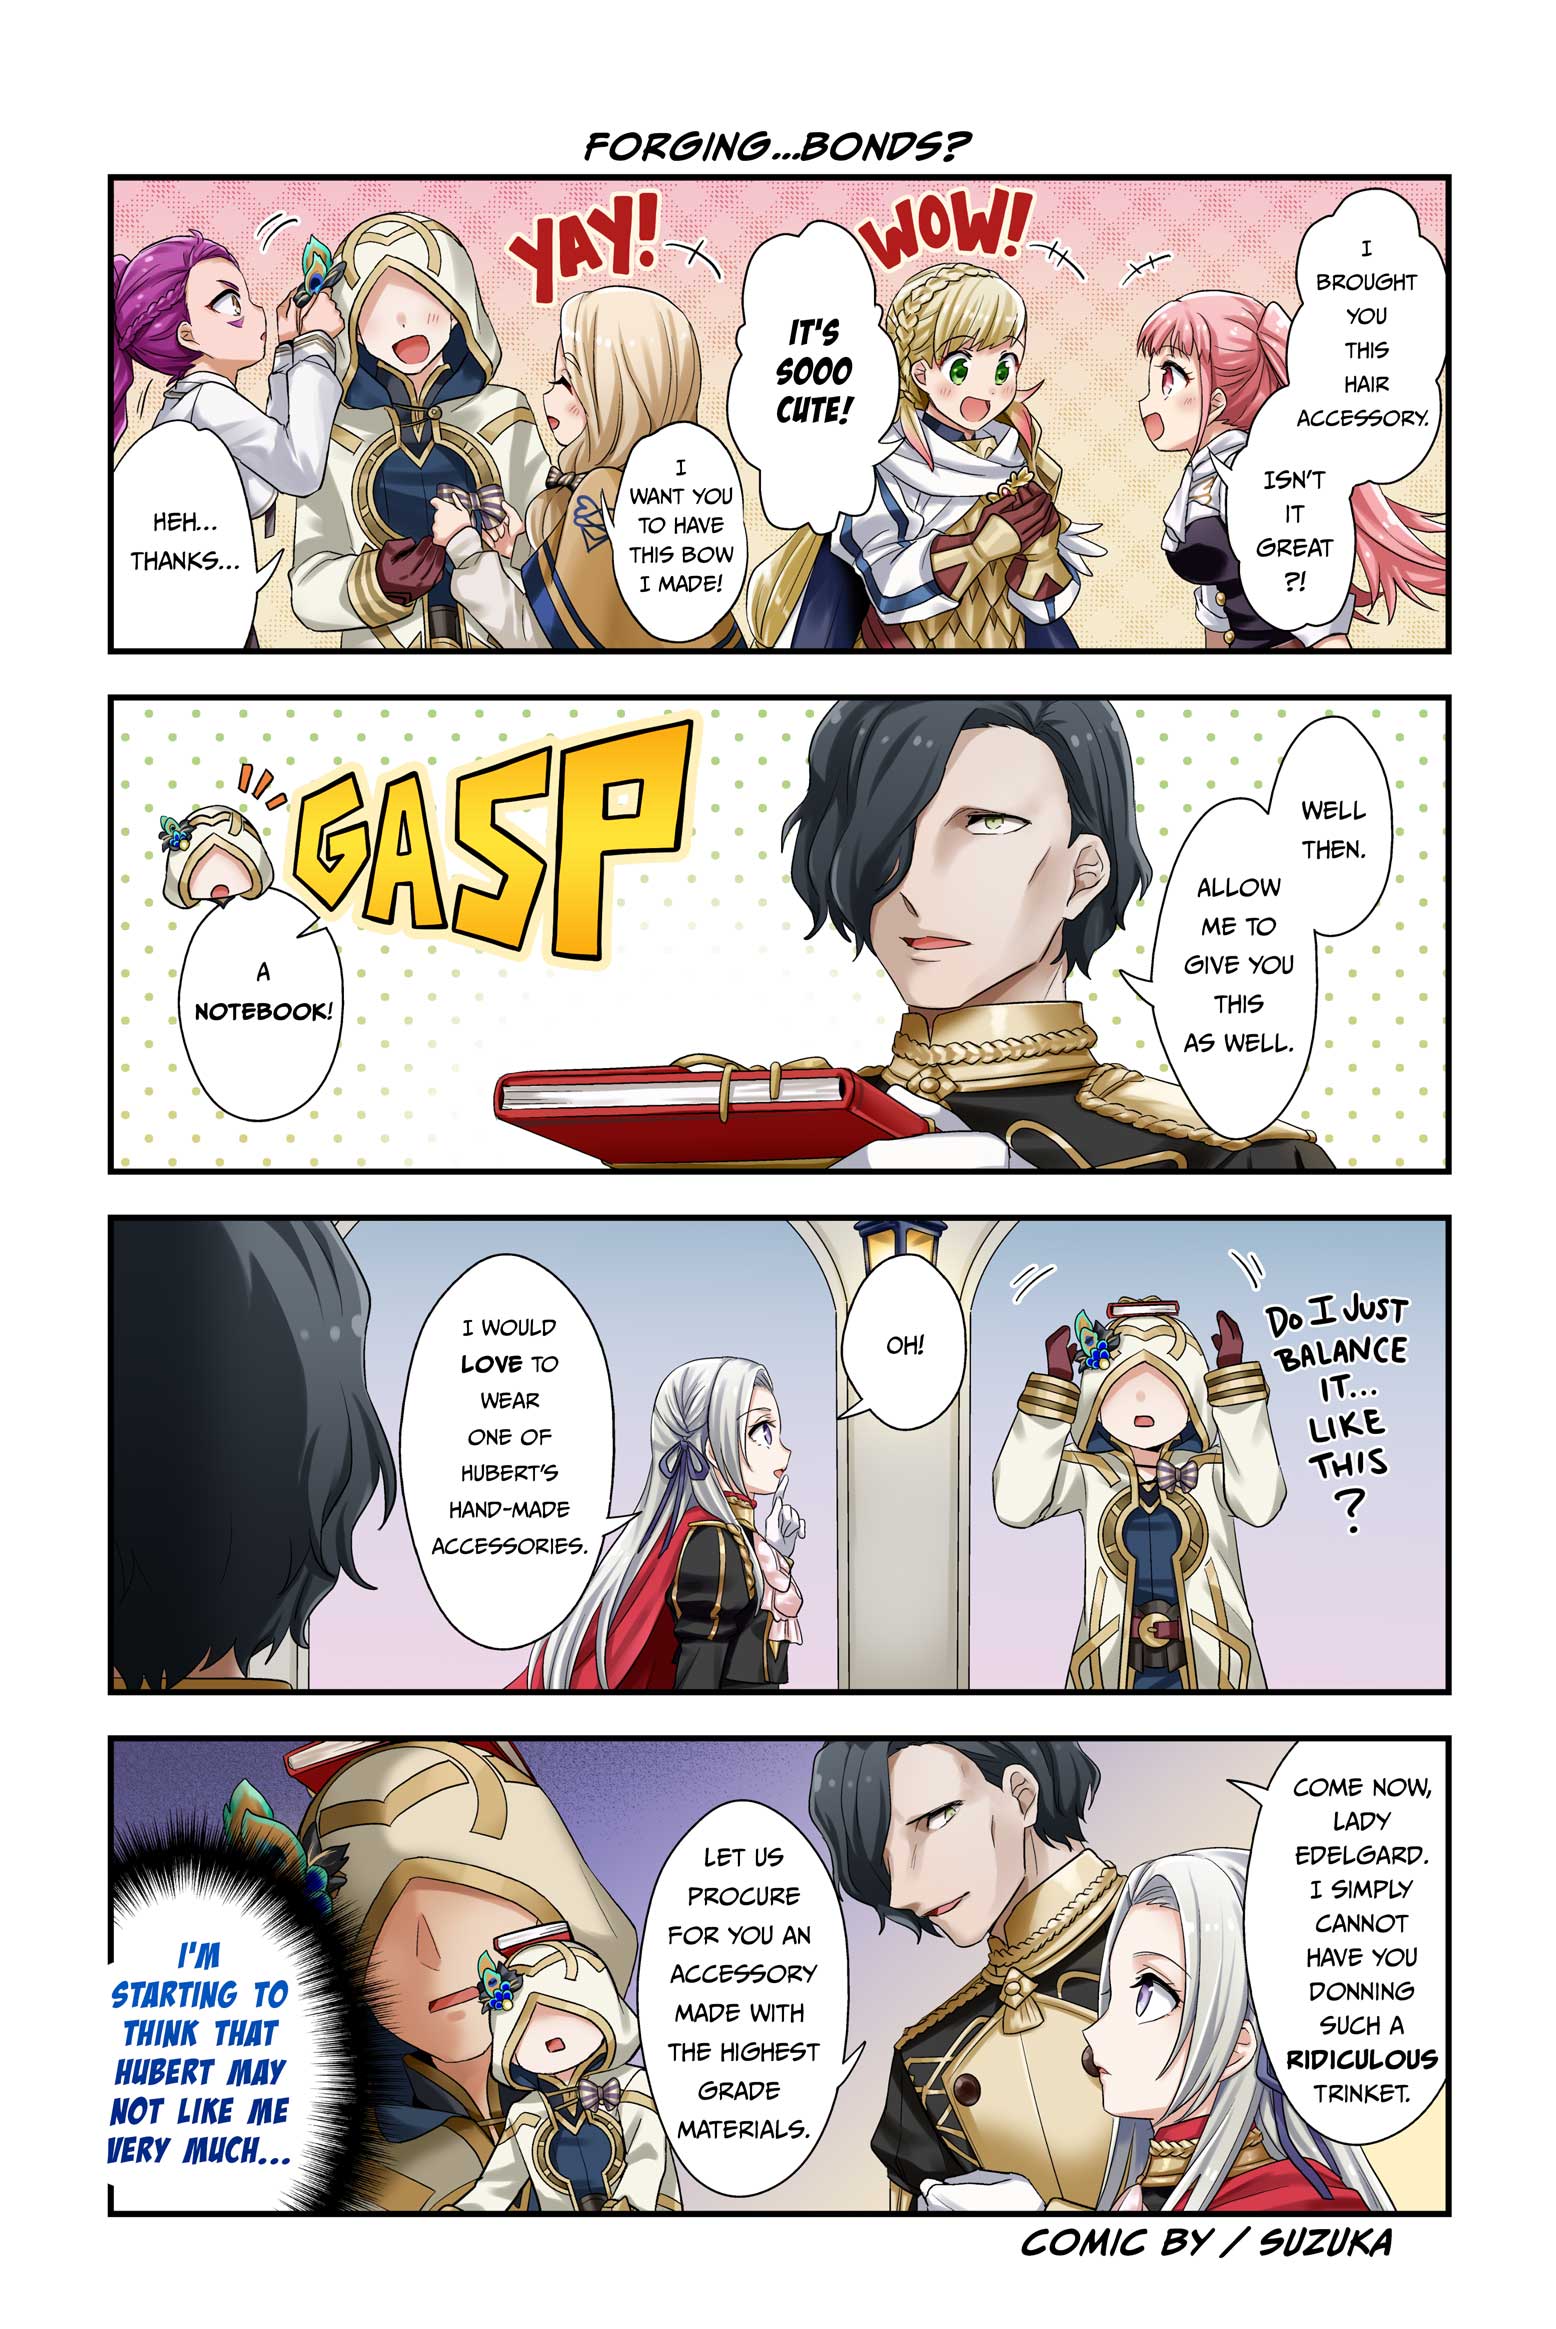 FORGING...BONDS?
I
BROUGHT
YOU
THIS
HAIR
ACCESSORY.
ISN'T
IT
GREAT
?!
WOW!
IT'S
SOOO
CUTE!
YAY!
I
WANT YOU
TO HAVE
THIS BOW
I MADE!
HEH...
THANKS...
WELL
THEN.
ALLOW
ME TO
GIVE YOU
THIS
AS WELL.
GASP
A
NOTEBOOK!
DO I JUST
BALANCE
IT...
LIKE
THIS
?
OH!
I WOULD
LOVE TO
WEAR
ONE OF
HUBERT'S
HAND-MADE
ACCESSORIES.
COME NOW,
LADY
EDELGARD.
I SIMPLY
CANNOT
HAVE YOU
DONNING
SUCH A
RIDICULOUS
TRINKET.
LET US
PROCURE
FOR YOU AN
ACCESSORY
MADE WITH
THE HIGHEST
GRADE
MATERIALS.
I'M
STARTING TO
THINK THAT
HUBERT MAY
NOT LIKE ME
VERY MUCH...
COMIC BY / SUZUKA